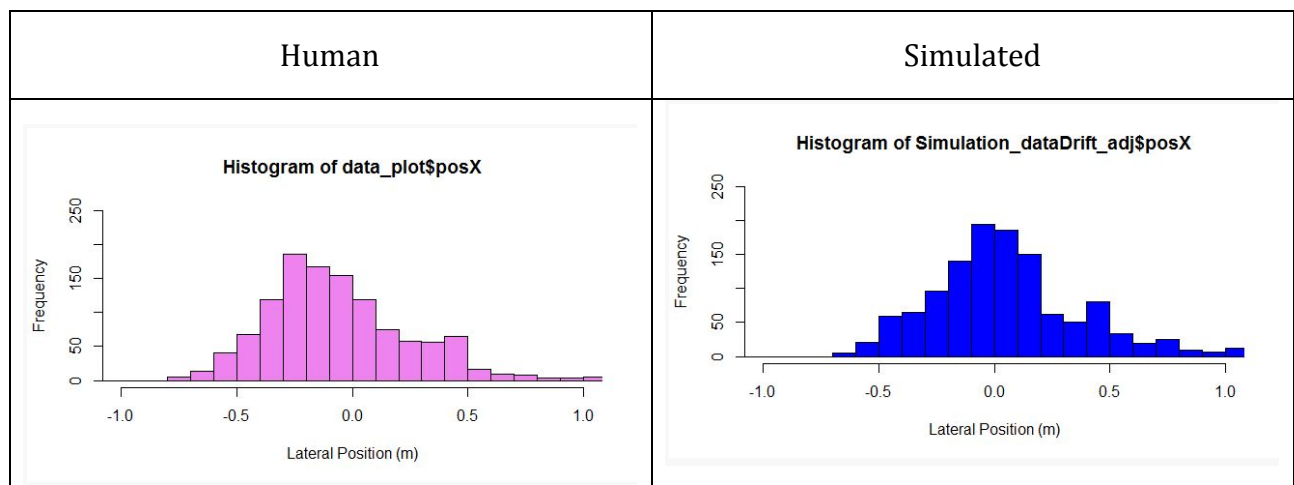 Human
Simulated
Histogram of data_plot$posX
250
150
50
0
Frequency
-1.0 -0.5 0.0 0.5 1.0
Lateral Position (m)
Histogram of Simulation_dataDrift_adj$posX
250
150
50
0
Frequency
-1.0 -0.5 0.0 0.5 1.0
Lateral Position (m)